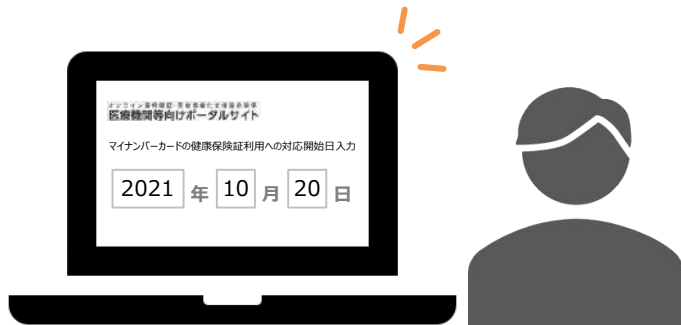 医療機関等向けポータルサイト
マイナンバーカードの健康保険証利用への対応開始日入力
2021 年 10 月 20 日